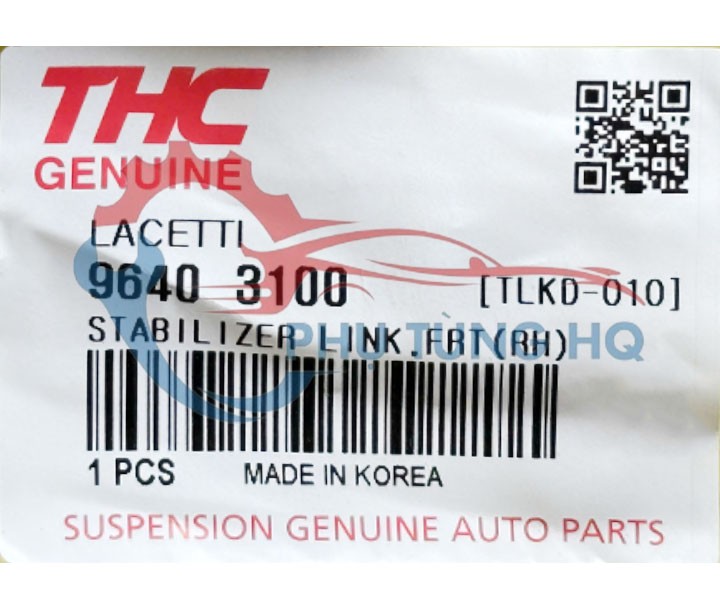 THC
GENUINE
LACETTI
9640 3100 [TLKD-010]
STABILIZER LINK.FRT(RH)
PHỤ TÙNG HQ
1 PCS MADE IN KOREA
SUSPENSION GENUINE AUTO PARTS